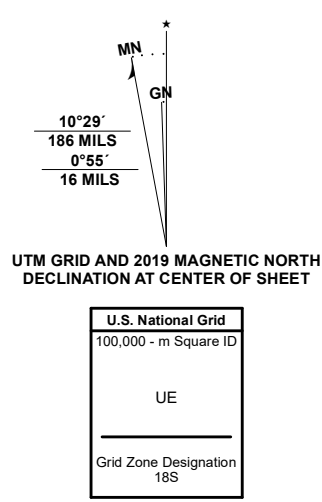 ★
MN
GN
10°29´
186 MILS
0°55´
16 MILS
UTM GRID AND 2019 MAGNETIC NORTH
DECLINATION AT CENTER OF SHEET
U.S. National Grid
100,000 - m Square ID
UE
Grid Zone Designation
18S